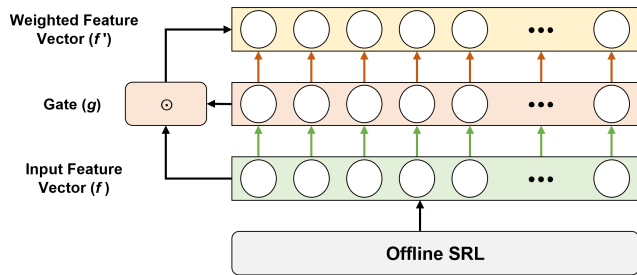 Weighted Feature
Vector (f ')
•••
⊙
Gate (g)
•••
Input Feature
Vector (f )
•••
Offline SRL